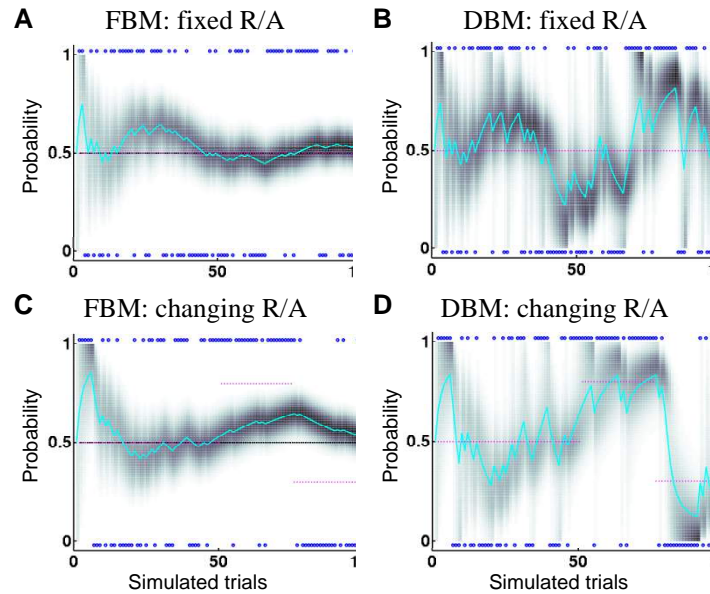 A FBM: fixed R/A
B DBM: fixed R/A
Probability
1
0.5
0
0
50
1
Probability
1
0.5
0
0
50
C FBM: changing R/A
D DBM: changing R/A
Probability
1
0.5
0
0
50
1
Simulated trials
Probability
1
0.5
0
0
50
Simulated trials